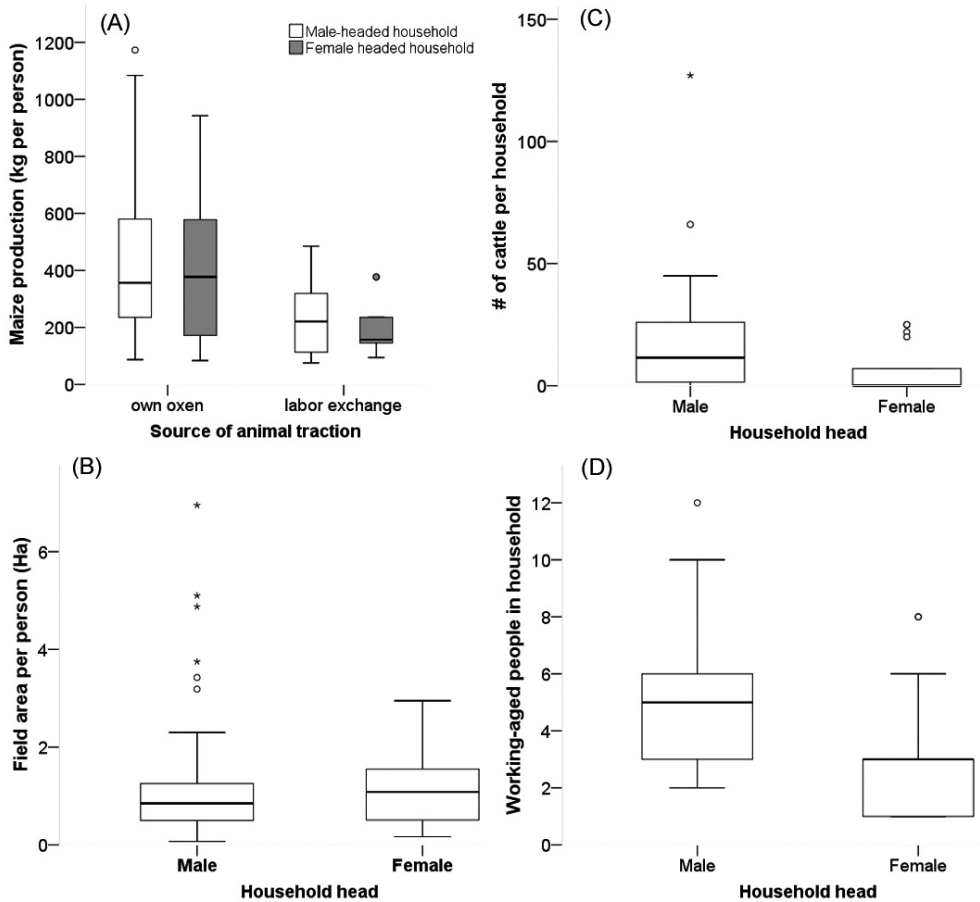 (A)
Male-headed household
Female headed household
Maize production (kg per person)
1200
1000
800
600
400
200
0
own oxen
labor exchange
Source of animal traction
(C)
# of cattle per household
150
100
50
0
Male
Female
Household head
(B)
Field area per person (Ha)
6
4
2
0
Male
Female
Household head
(D)
Working-aged people in household
12
10
8
6
4
2
0
Male
Female
Household head